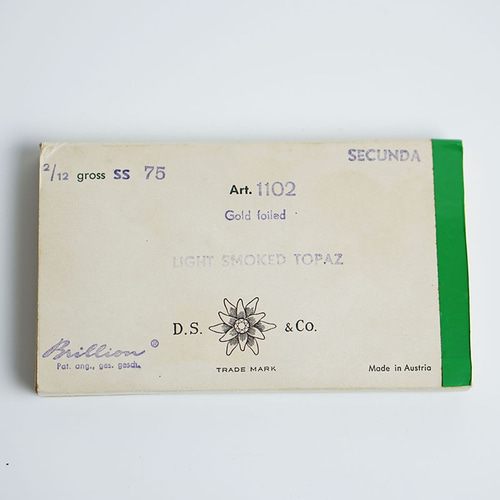 SECUNDA
2/12 gross SS 75
Art. 1102
Gold foiled
LIGHT SMOKED TOPAZ
D.S. & Co.
Brillion ®
Pat. ang., ges. gesch.
TRADE MARK
Made in Austria